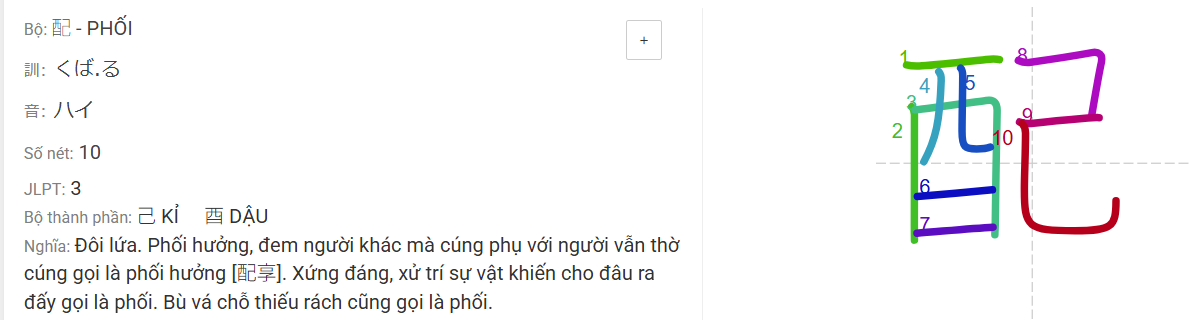 Bộ: 配 - PHỐI
+
訓: くば.る
音: ハイ
Số nét: 10
JLPT: 3
Bộ thành phần: 己 KỈ 酉 DẬU
Nghĩa: Đôi lứa. Phối hưởng, đem người khác mà cúng phụ với người vẫn thờ
cúng gọi là phối hưởng [配享]. Xứng đáng, xử trí sự vật khiến cho đâu ra
đấy gọi là phối. Bù vá chỗ thiếu rách cũng gọi là phối.
配
1
2
3
4
5
6
7
8
9
10